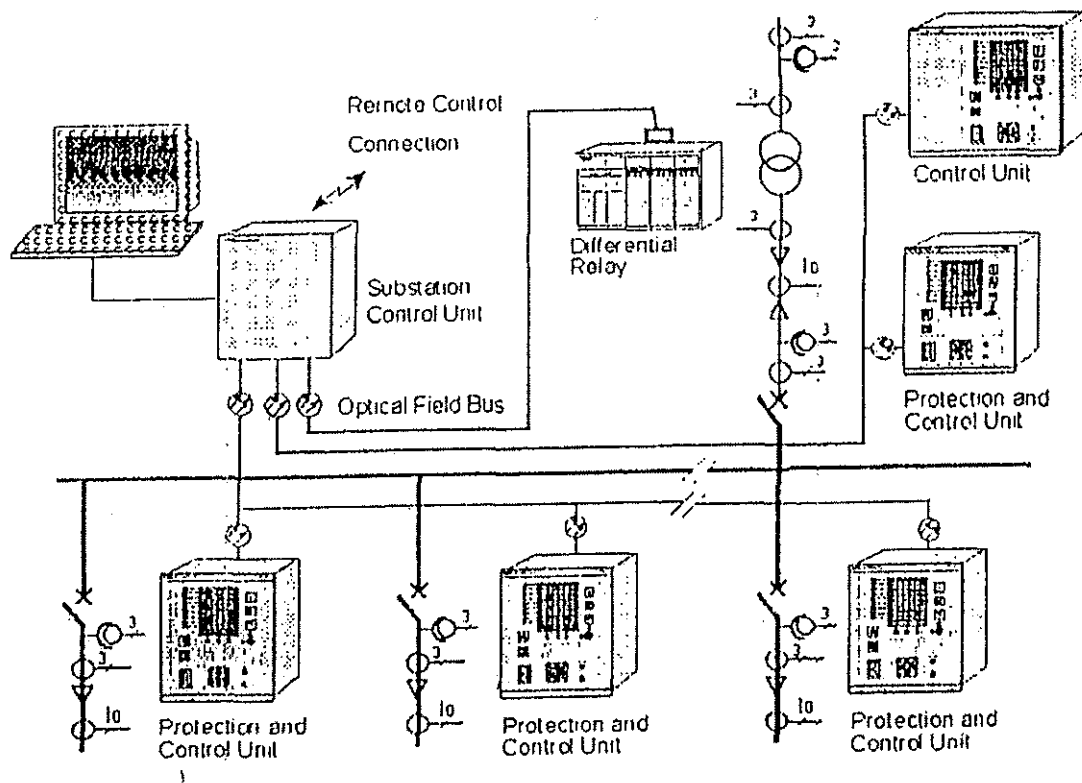 Remote Control
Connection
Substation
Control Unit
Optical Field Bus
Differential
Relay
Control Unit
Protection and
Control Unit
3
3
3
Io
3
3
3
3
Io
3
3
Io
3
3
Io
Protection and
Control Unit
Protection and
Control Unit
Protection and
Control Unit